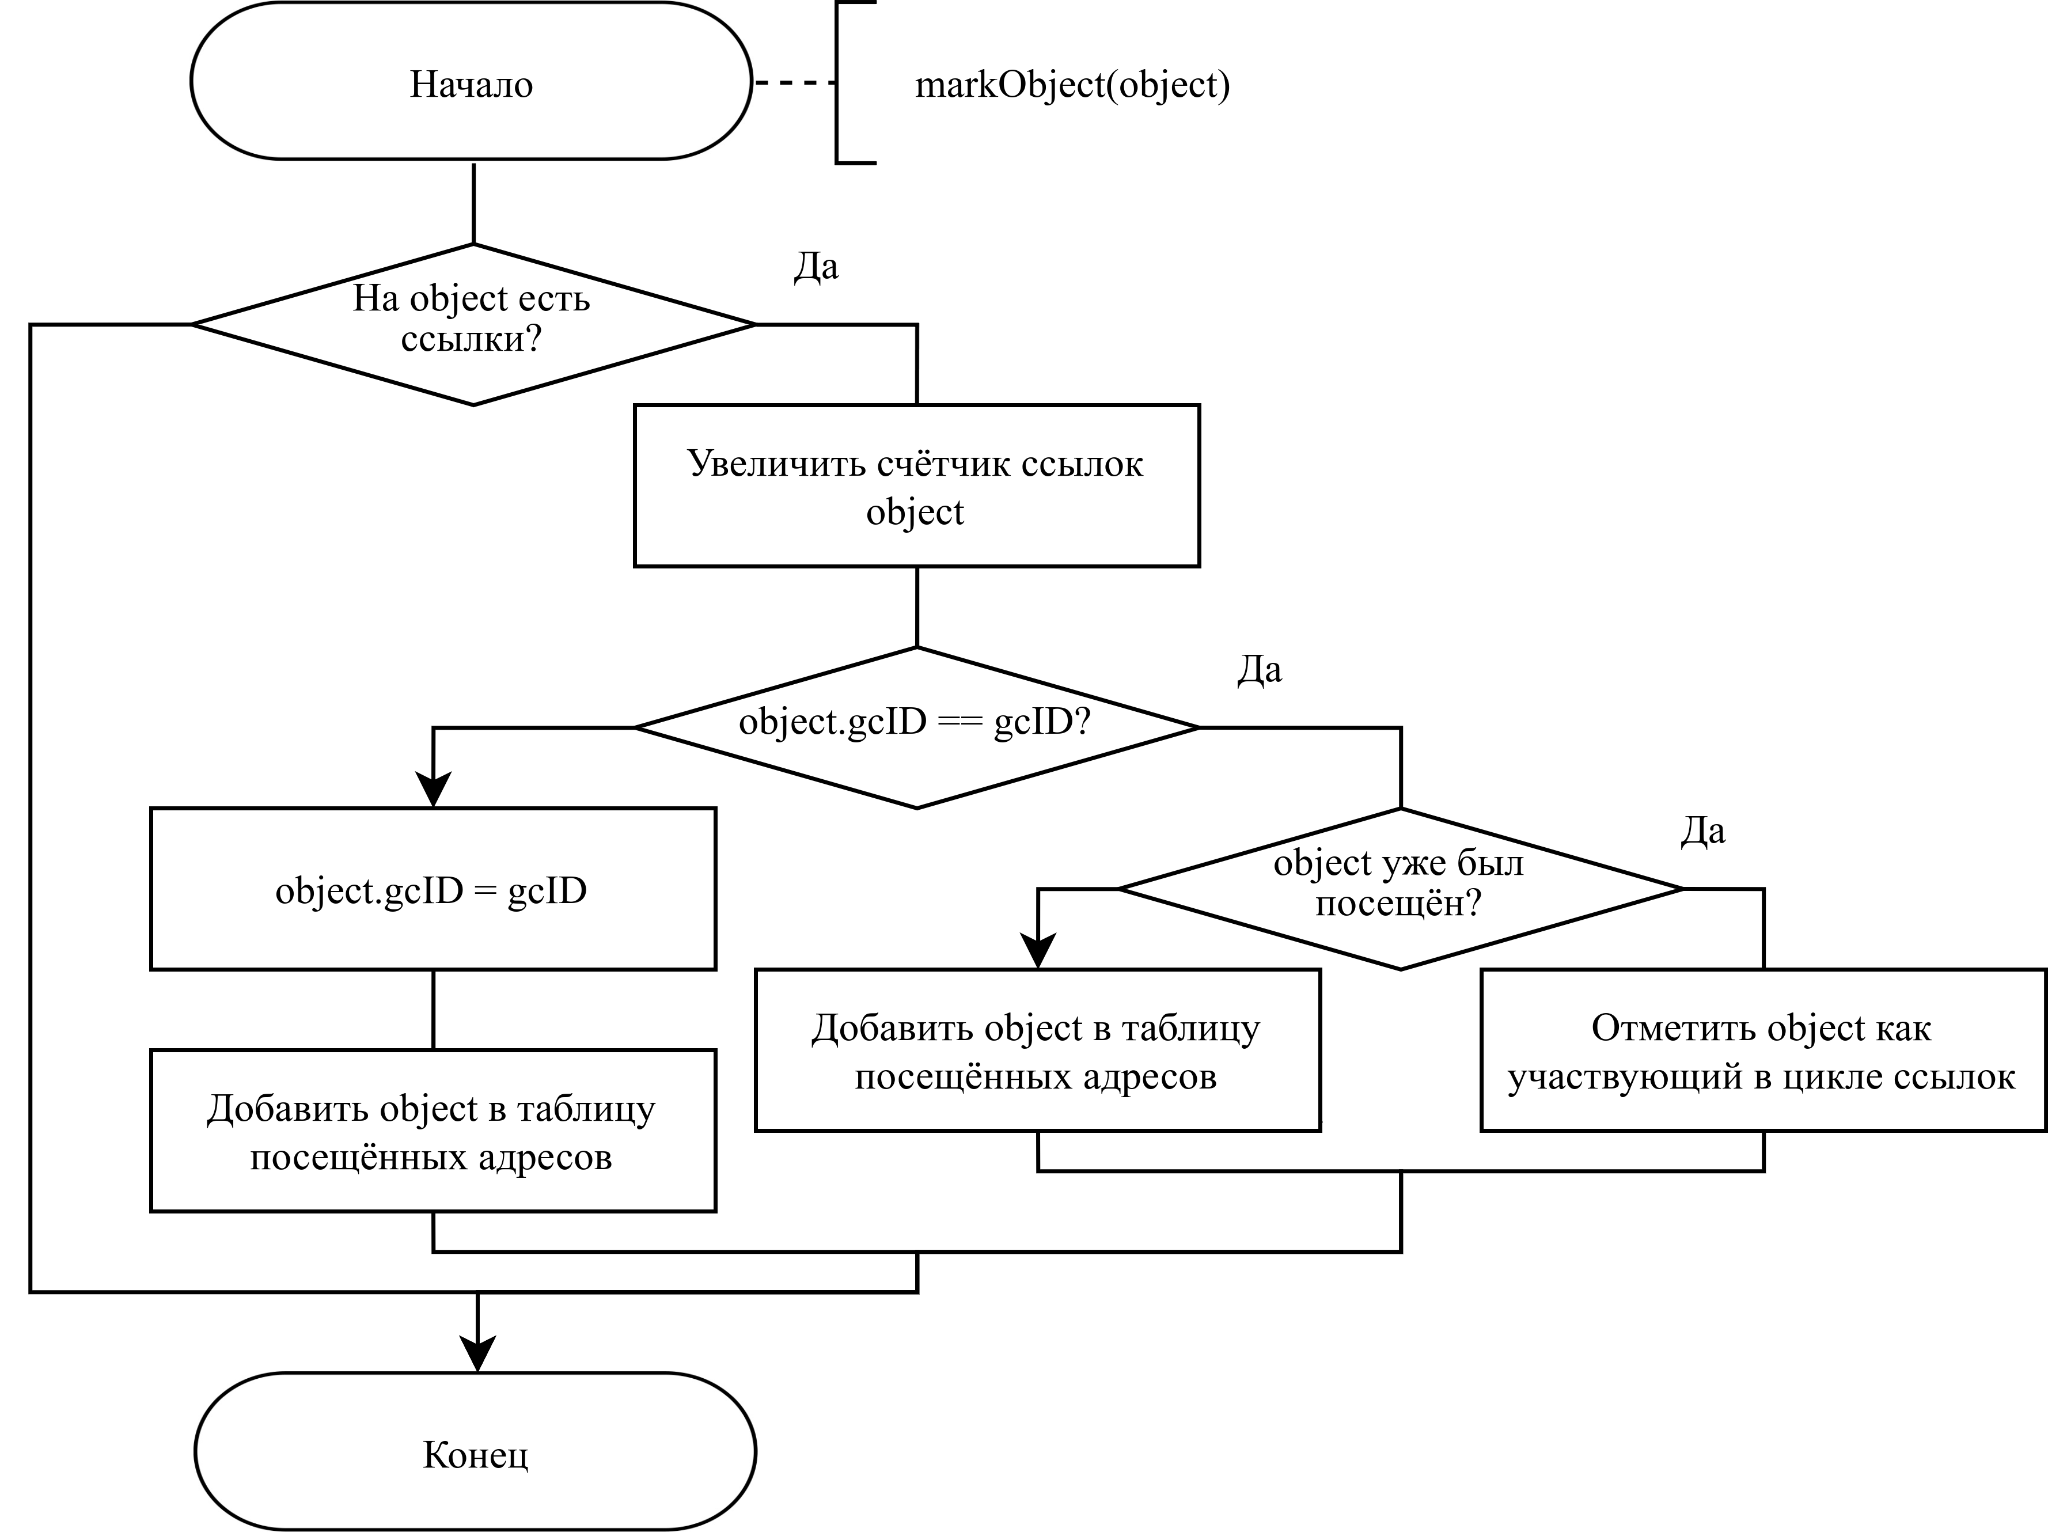 Начало
markObject(object)
Да
На object есть
ссылки?
Увеличить счётчик ссылок
object
Да
object.gcID == gcID?
Да
object уже был
посещён?
object.gcID = gcID
Добавить object в таблицу
посещённых адресов
Отметить object как
участвующий в цикле ссылок
Добавить object в таблицу
посещённых адресов
Конец